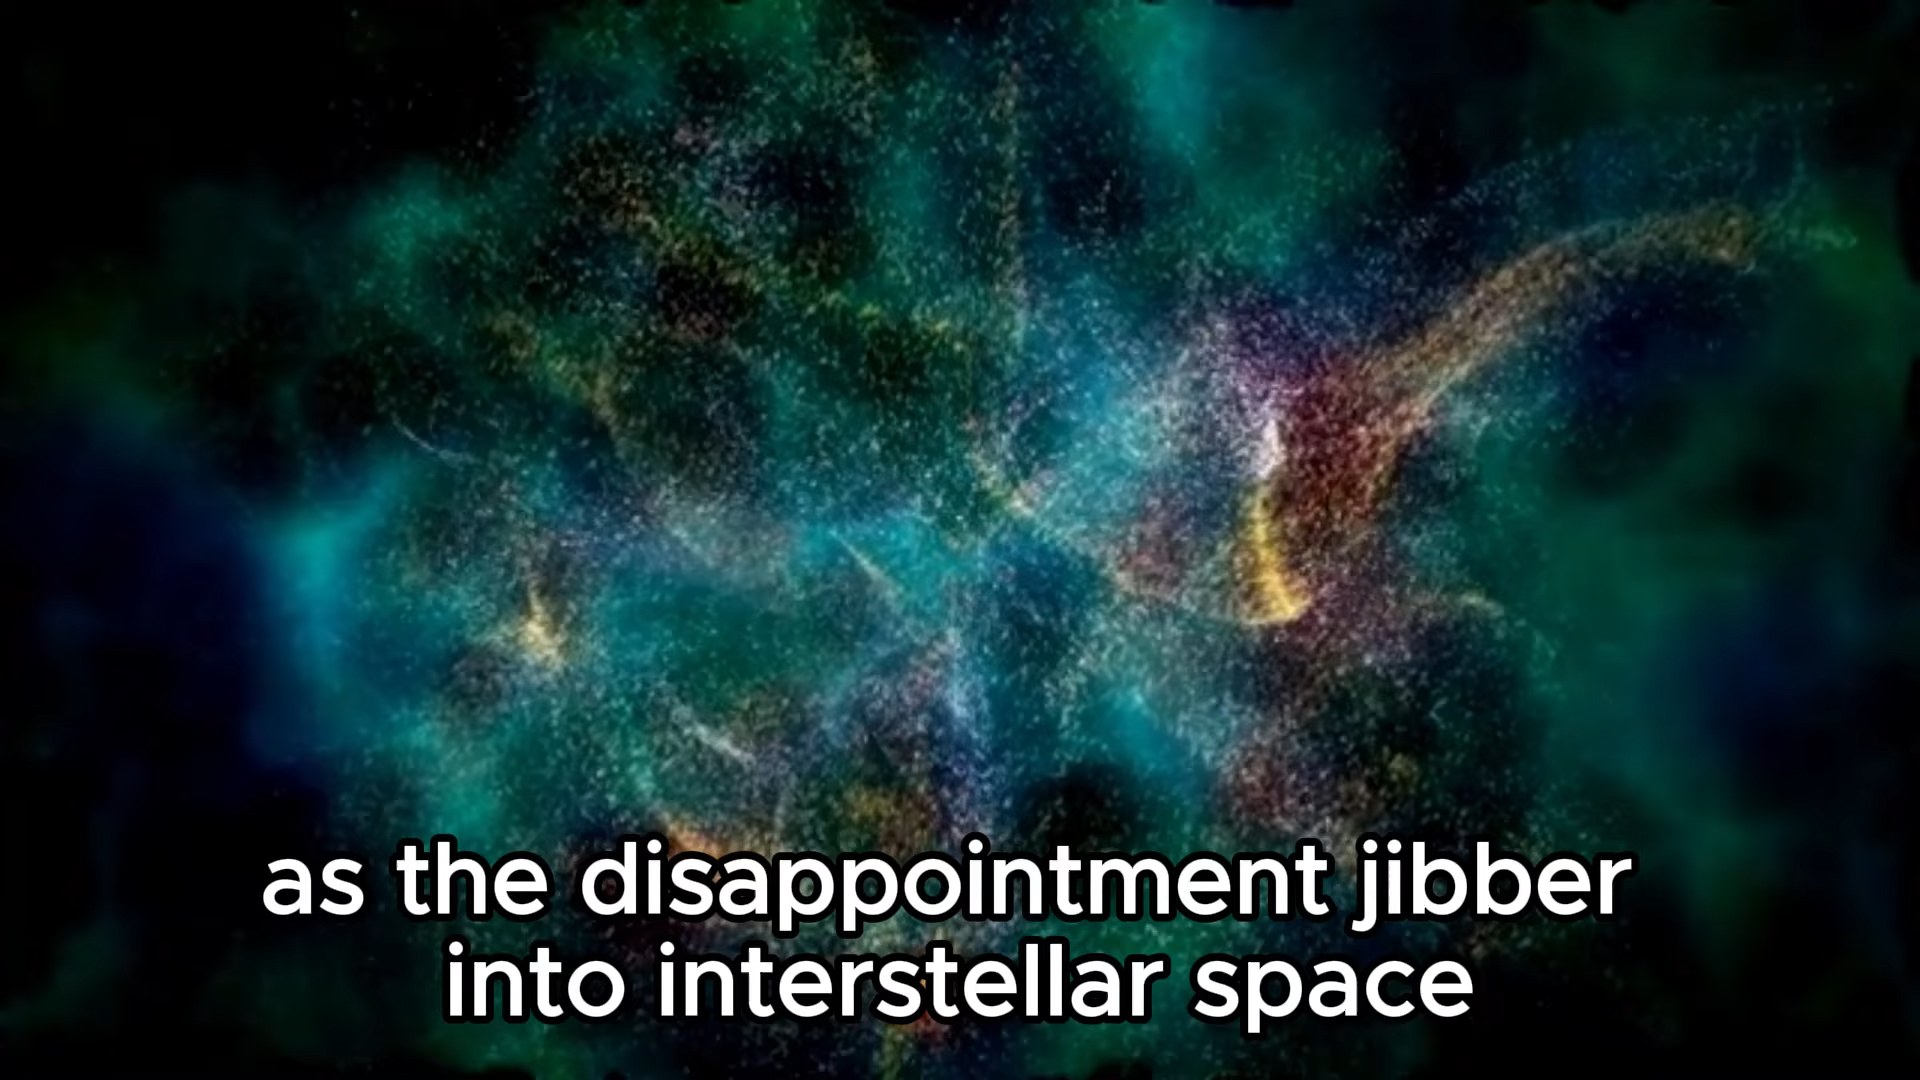 as the disappointment jibber
into interstellar space